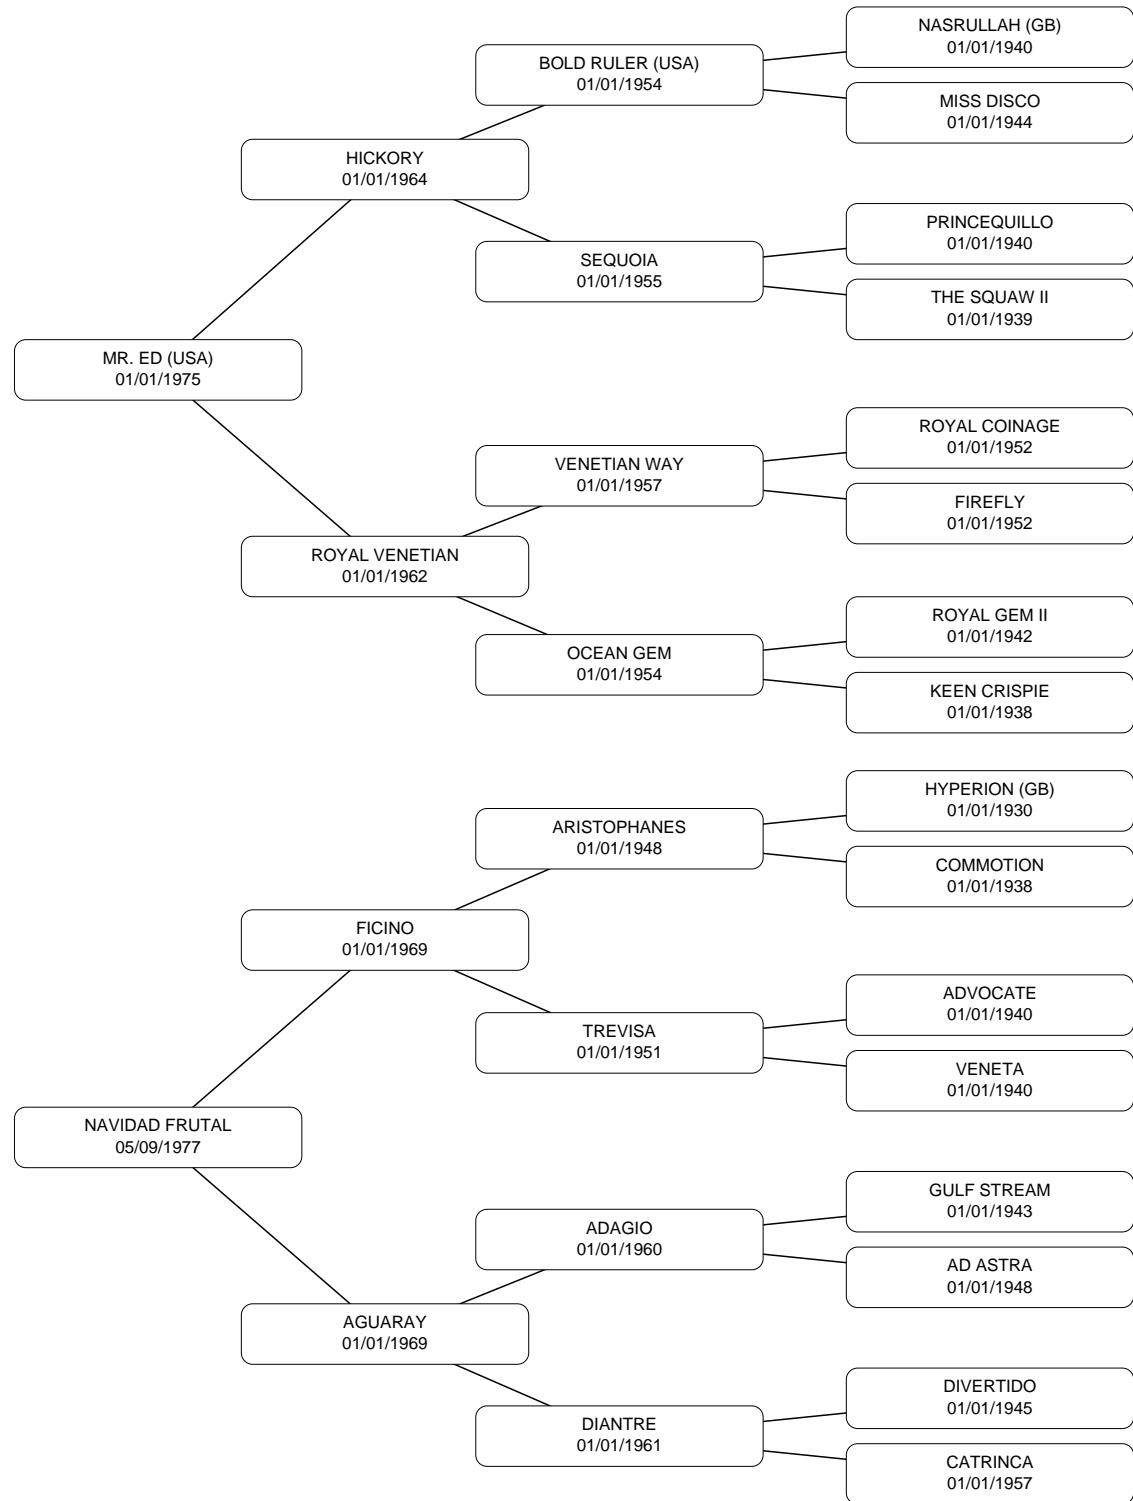 NASRULLAH (GB)
01/01/1940
BOLD RULER (USA)
01/01/1954
MISS DISCO
01/01/1944
HICKORY
01/01/1964
PRINCEQUILLO
01/01/1940
SEQUOIA
01/01/1955
THE SQUAW II
01/01/1939
MR. ED (USA)
01/01/1975
ROYAL COINAGE
01/01/1952
VENETIAN WAY
01/01/1957
FIREFLY
01/01/1952
ROYAL VENETIAN
01/01/1962
ROYAL GEM II
01/01/1942
OCEAN GEM
01/01/1954
KEEN CRISPIE
01/01/1938
HYPERION (GB)
01/01/1930
ARISTOPHANES
01/01/1948
COMMOTION
01/01/1938
FICINO
01/01/1969
ADVOCATE
01/01/1940
TREVISA
01/01/1951
VENETA
01/01/1940
NAVIDAD FRUTAL
05/09/1977
GULF STREAM
01/01/1943
ADAGIO
01/01/1960
AD ASTRA
01/01/1948
AGUARAY
01/01/1969
DIVERTIDO
01/01/1945
DIANTRE
01/01/1961
CATRINCA
01/01/1957